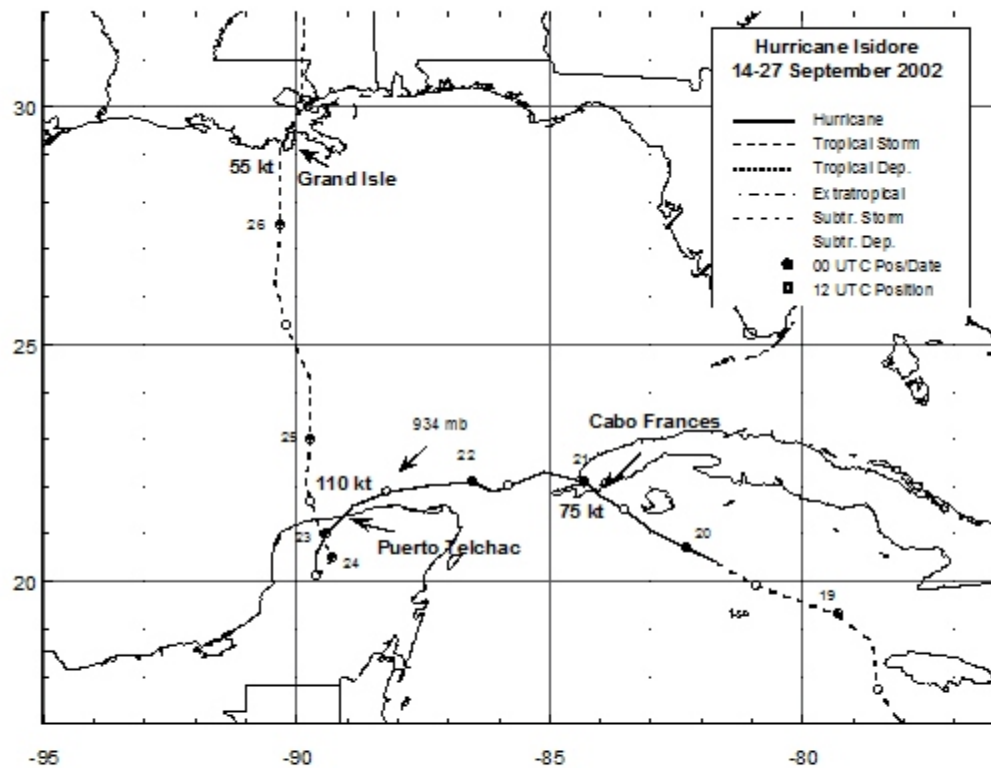 Hurricane Isidore
14-27 September 2002
Hurricane
Tropical Storm
Tropical Dep.
Extratropical
Subtr. Storm
Subtr. Dep.
00 UTC Pos/Date
12 UTC Position
30
55 kt
Grand Isle
26
25
Cabo Frances
934 mb
25
22
21
110 kt
75 kt
23
20
Puerto Telchac
24
20
19
-95
-90
-85
-80